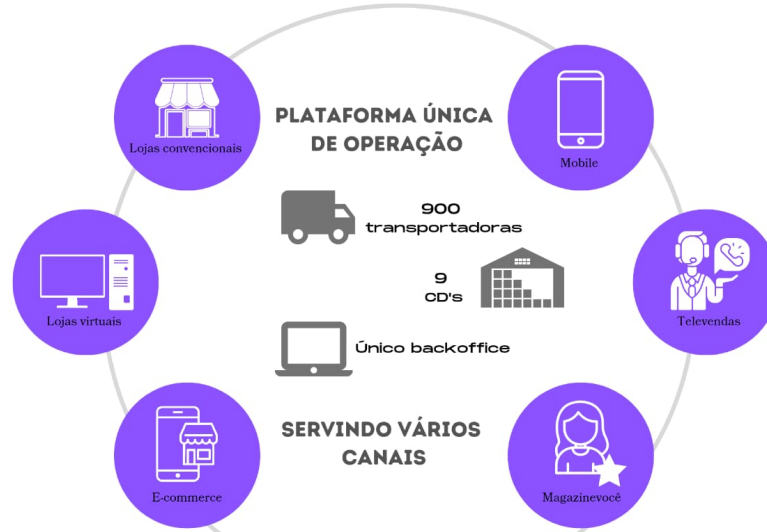 PLATAFORMA ÚNICA
DE OPERAÇÃO
Lojas convencionais
Mobile
900
transportadoras
9
CD's
Lojas virtuais
Televendas
Único backoffice
SERVINDO VÁRIOS
CANAIS
E-commerce
Magazinevocê